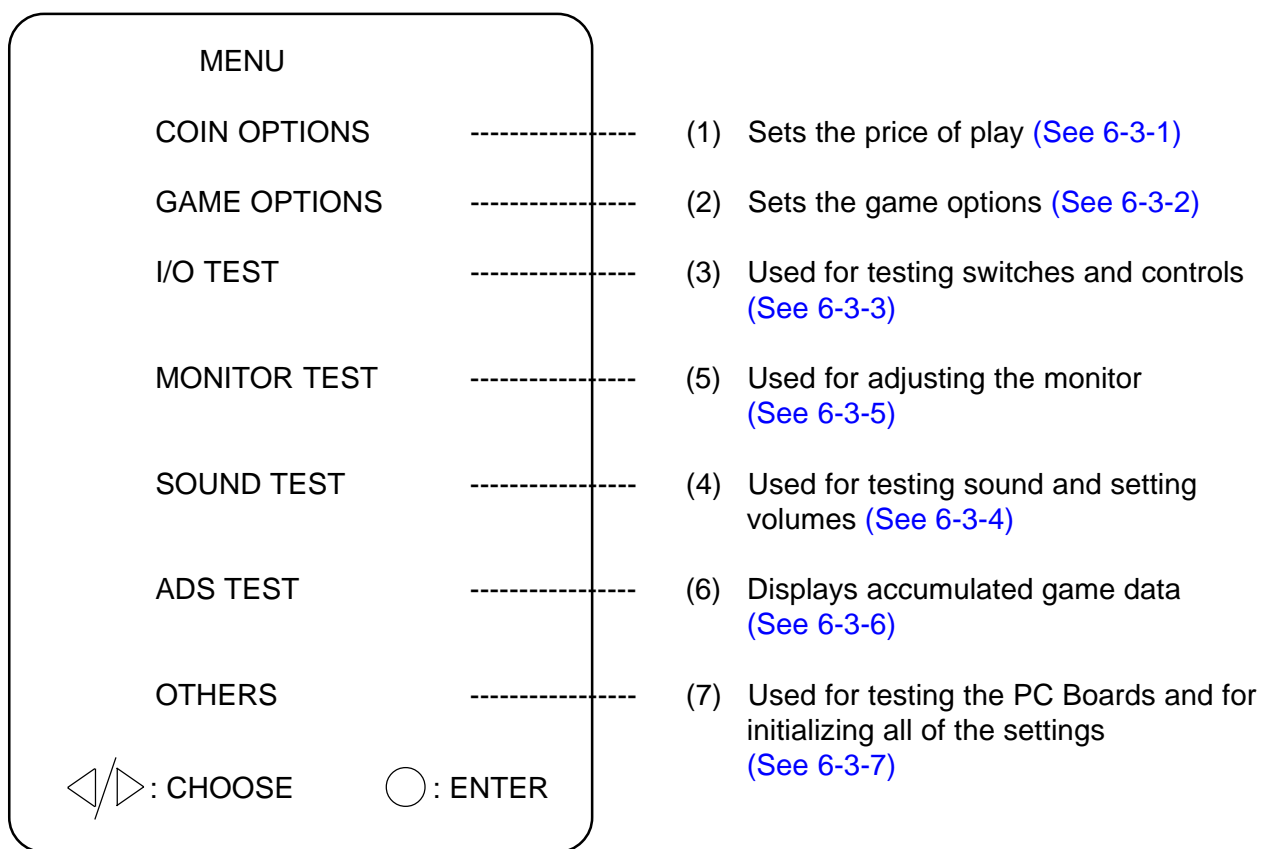 MENU
COIN OPTIONS ----------------- (1) Sets the price of play (See 6-3-1)
GAME OPTIONS ----------------- (2) Sets the game options (See 6-3-2)
I/O TEST ----------------- (3) Used for testing switches and controls
(See 6-3-3)
MONITOR TEST ----------------- (5) Used for adjusting the monitor
(See 6-3-5)
SOUND TEST ----------------- (4) Used for testing sound and setting
volumes (See 6-3-4)
ADS TEST ----------------- (6) Displays accumulated game data
(See 6-3-6)
OTHERS ----------------- (7) Used for testing the PC Boards and for
initializing all of the settings
(See 6-3-7)
◁/▷: CHOOSE ◯: ENTER